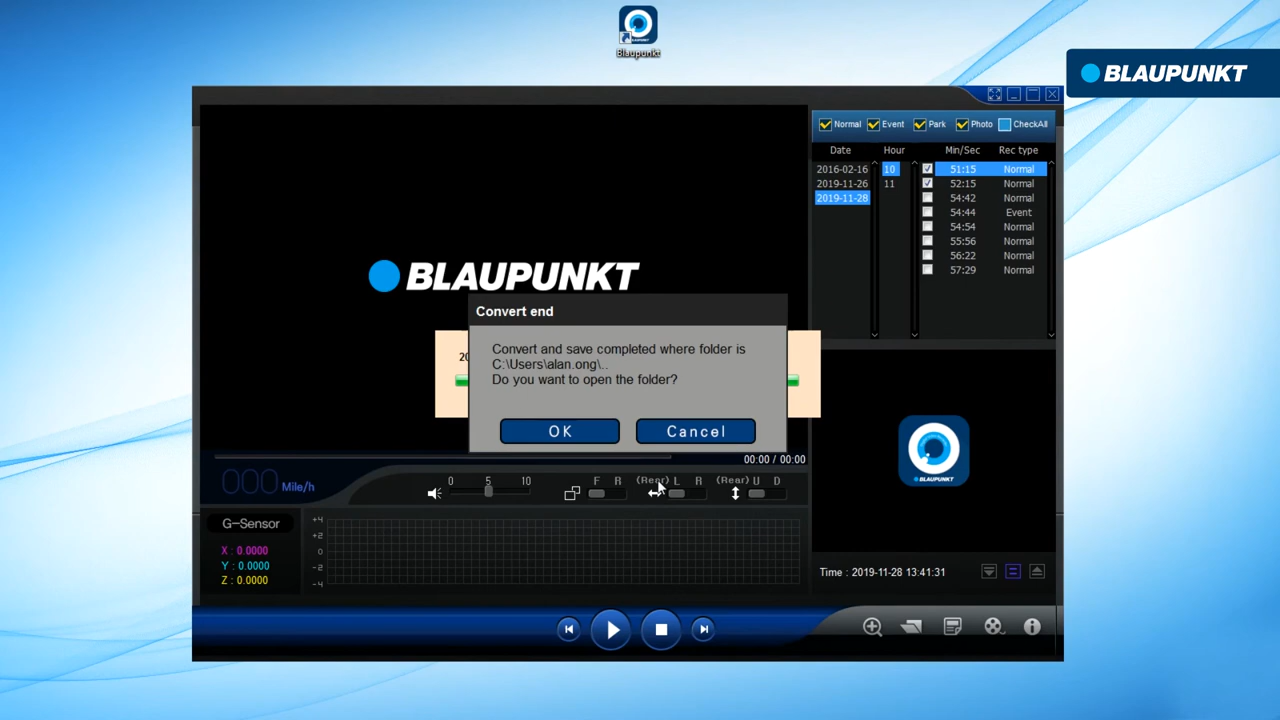 Blaupunkt
BLAUPUNKT
Normal Event Park Photo CheckAll
Date Hour Min/Sec Rec type
2016-02-16 10 51:15 Normal
2019-11-26 11 52:15 Normal
2019-11-28 54:42 Normal
54:44 Event
54:54 Normal
55:56 Normal
56:22 Normal
57:29 Normal
BLAUPUNKT
Convert end
Convert and save completed where folder is
C:\Users\alan.ong\..
Do you want to open the folder?
20
OK Cancel
00:00 / 00:00
000 Mile/h
0 5 10
F R (Rear) L R (Rear) U D
G-Sensor
X : 0.0000
Y : 0.0000
Z : 0.0000
+4
+2
0
-2
-4
BLAUPUNKT
Time : 2019-11-28 13:41:31